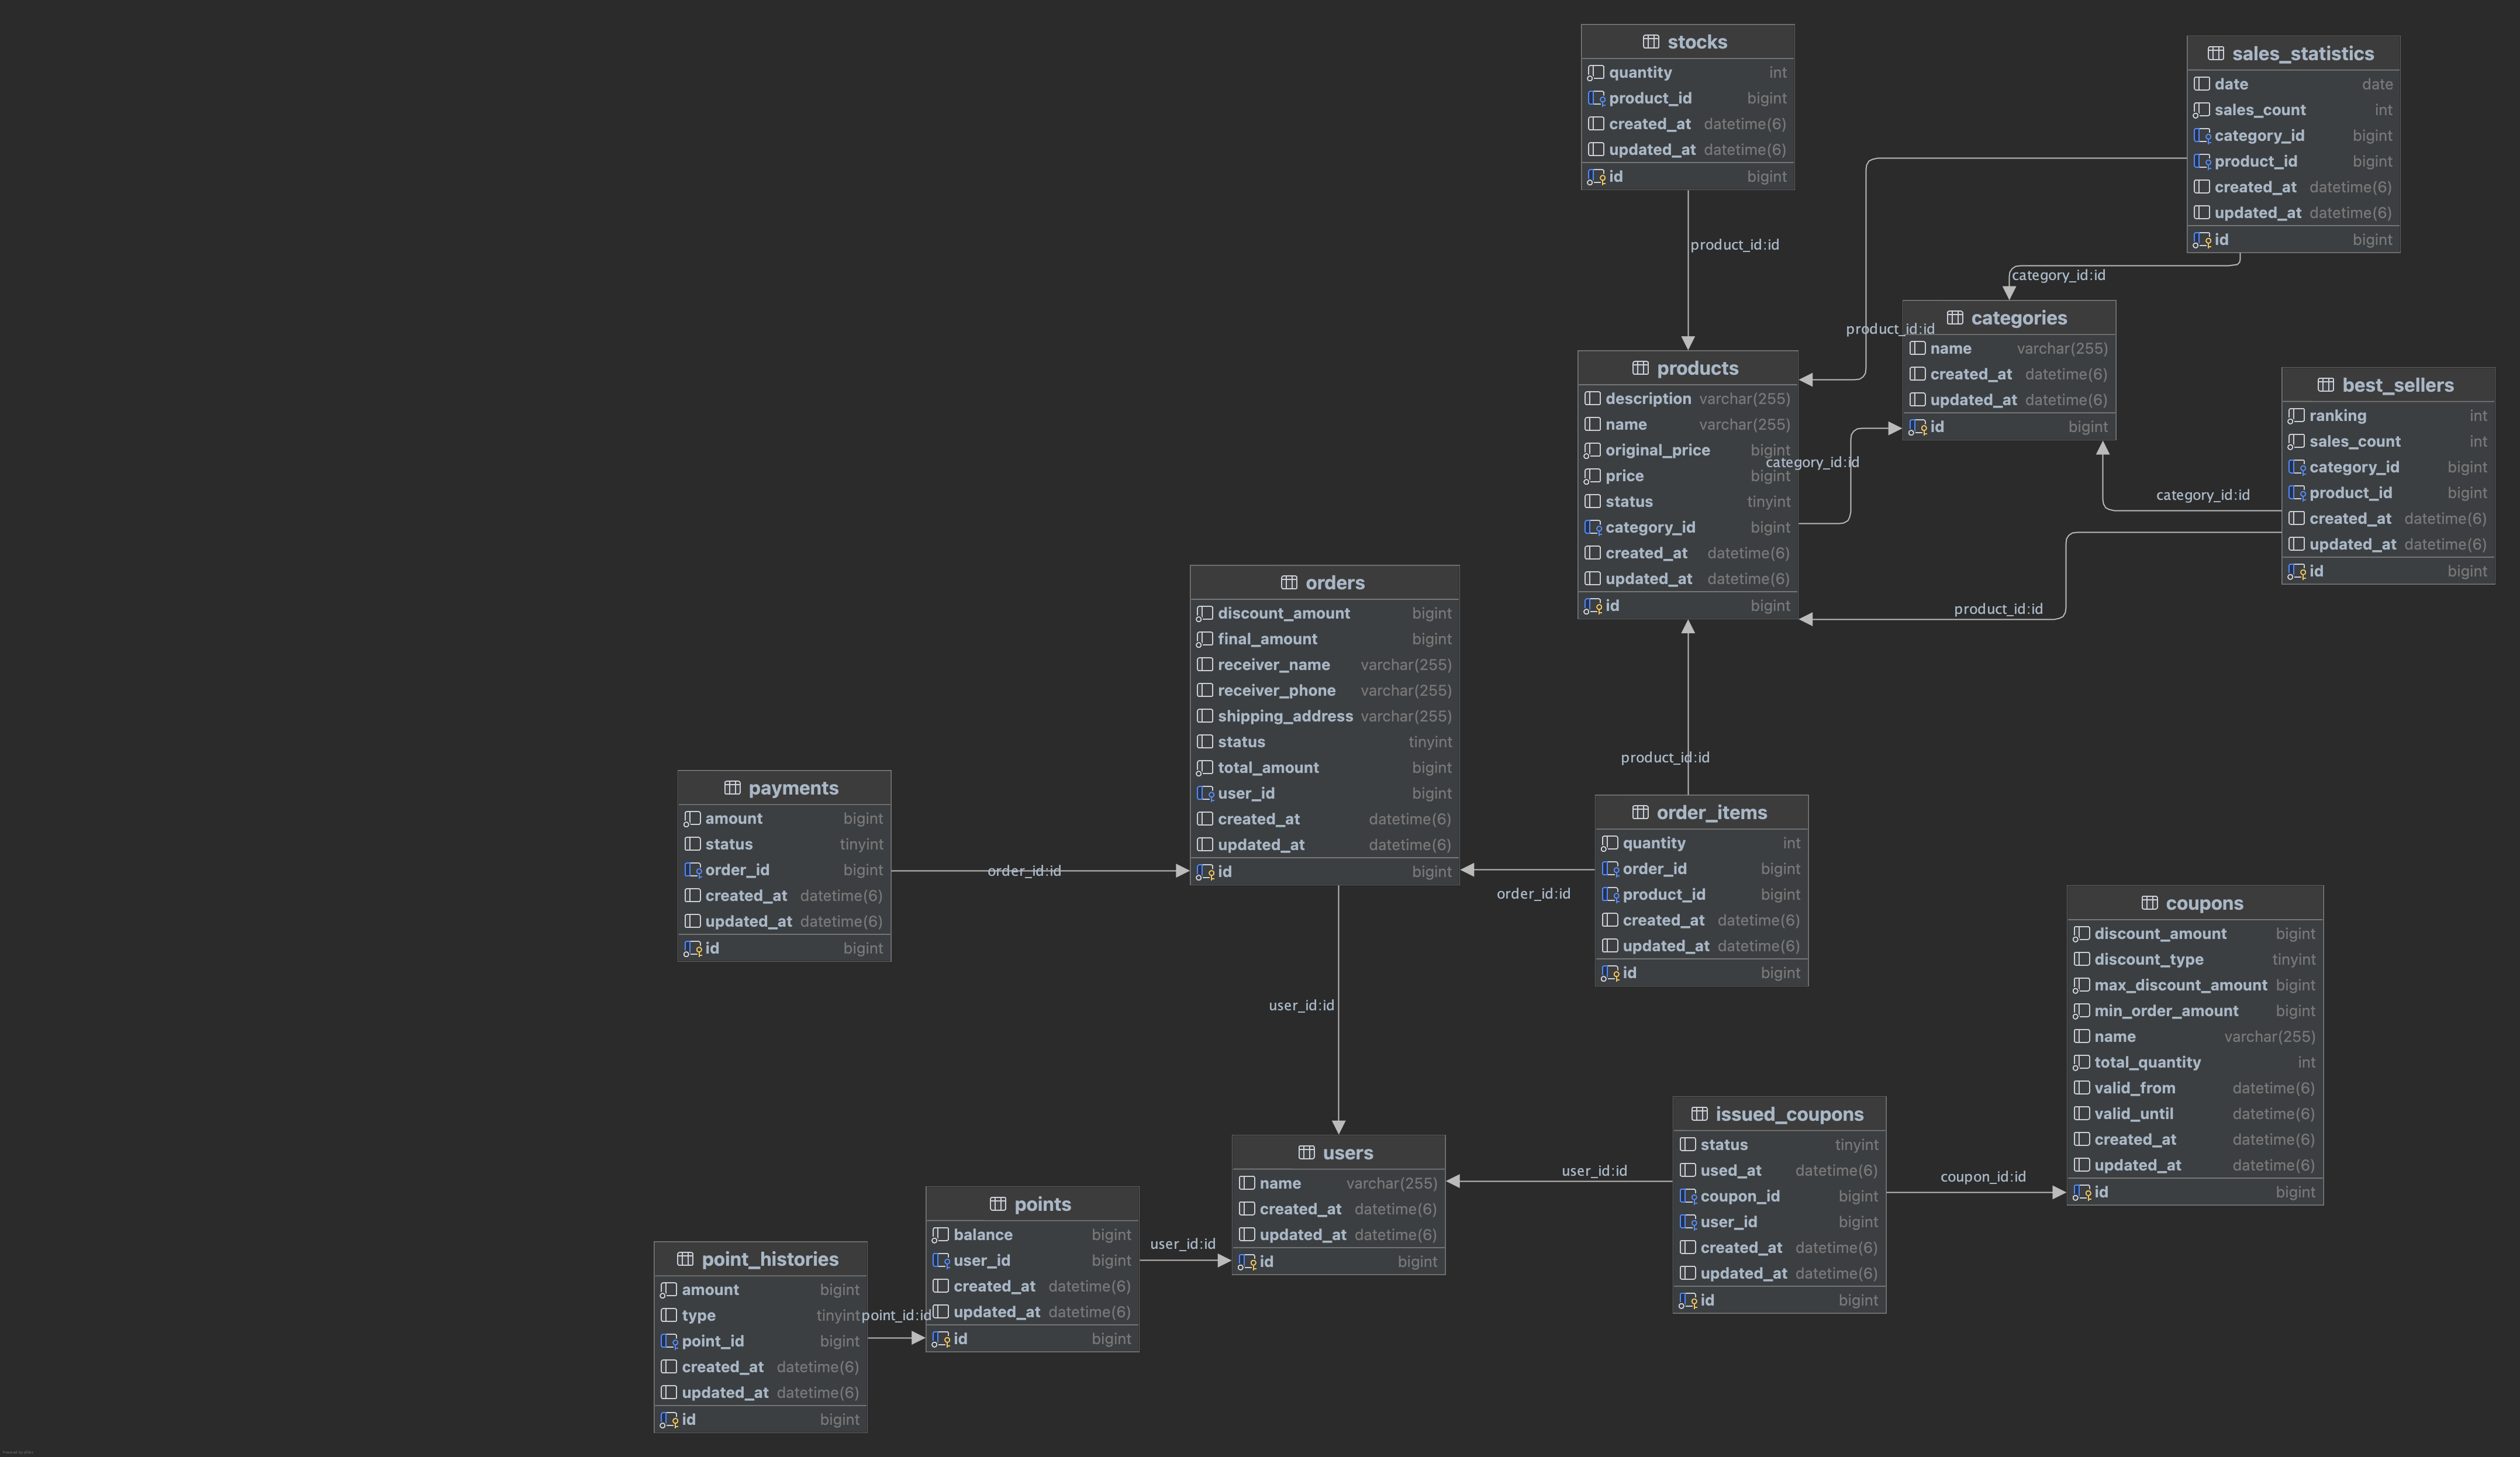 stocks
quantity int
product_id bigint
created_at datetime(6)
updated_at datetime(6)
id bigint
sales_statistics
date date
sales_count int
category_id bigint
product_id bigint
created_at datetime(6)
updated_at datetime(6)
id bigint
product_id:id
category_id:id
product_id:id
categories
name varchar(255)
created_at datetime(6)
updated_at datetime(6)
id bigint
products
description varchar(255)
name varchar(255)
original_price bigint
price bigint
status tinyint
category_id bigint
created_at datetime(6)
updated_at datetime(6)
id bigint
category_id:id
best_sellers
ranking int
sales_count int
category_id bigint
product_id bigint
created_at datetime(6)
updated_at datetime(6)
id bigint
category_id:id
product_id:id
orders
discount_amount bigint
final_amount bigint
receiver_name varchar(255)
receiver_phone varchar(255)
shipping_address varchar(255)
status tinyint
total_amount bigint
user_id bigint
created_at datetime(6)
updated_at datetime(6)
id bigint
product_id:id
payments
amount bigint
status tinyint
order_id bigint
created_at datetime(6)
updated_at datetime(6)
id bigint
order_id:id
order_items
quantity int
order_id bigint
product_id bigint
created_at datetime(6)
updated_at datetime(6)
id bigint
order_id:id
coupons
discount_amount bigint
discount_type tinyint
max_discount_amount bigint
min_order_amount bigint
name varchar(255)
total_quantity int
valid_from datetime(6)
valid_until datetime(6)
created_at datetime(6)
updated_at datetime(6)
id bigint
user_id:id
issued_coupons
status tinyint
used_at datetime(6)
coupon_id bigint
user_id bigint
created_at datetime(6)
updated_at datetime(6)
id bigint
user_id:id
coupon_id:id
users
name varchar(255)
created_at datetime(6)
updated_at datetime(6)
id bigint
points
balance bigint
user_id bigint
created_at datetime(6)
updated_at datetime(6)
id bigint
user_id:id
point_histories
amount bigint
type tinyint
point_id bigint
created_at datetime(6)
updated_at datetime(6)
id bigint
point_id:id